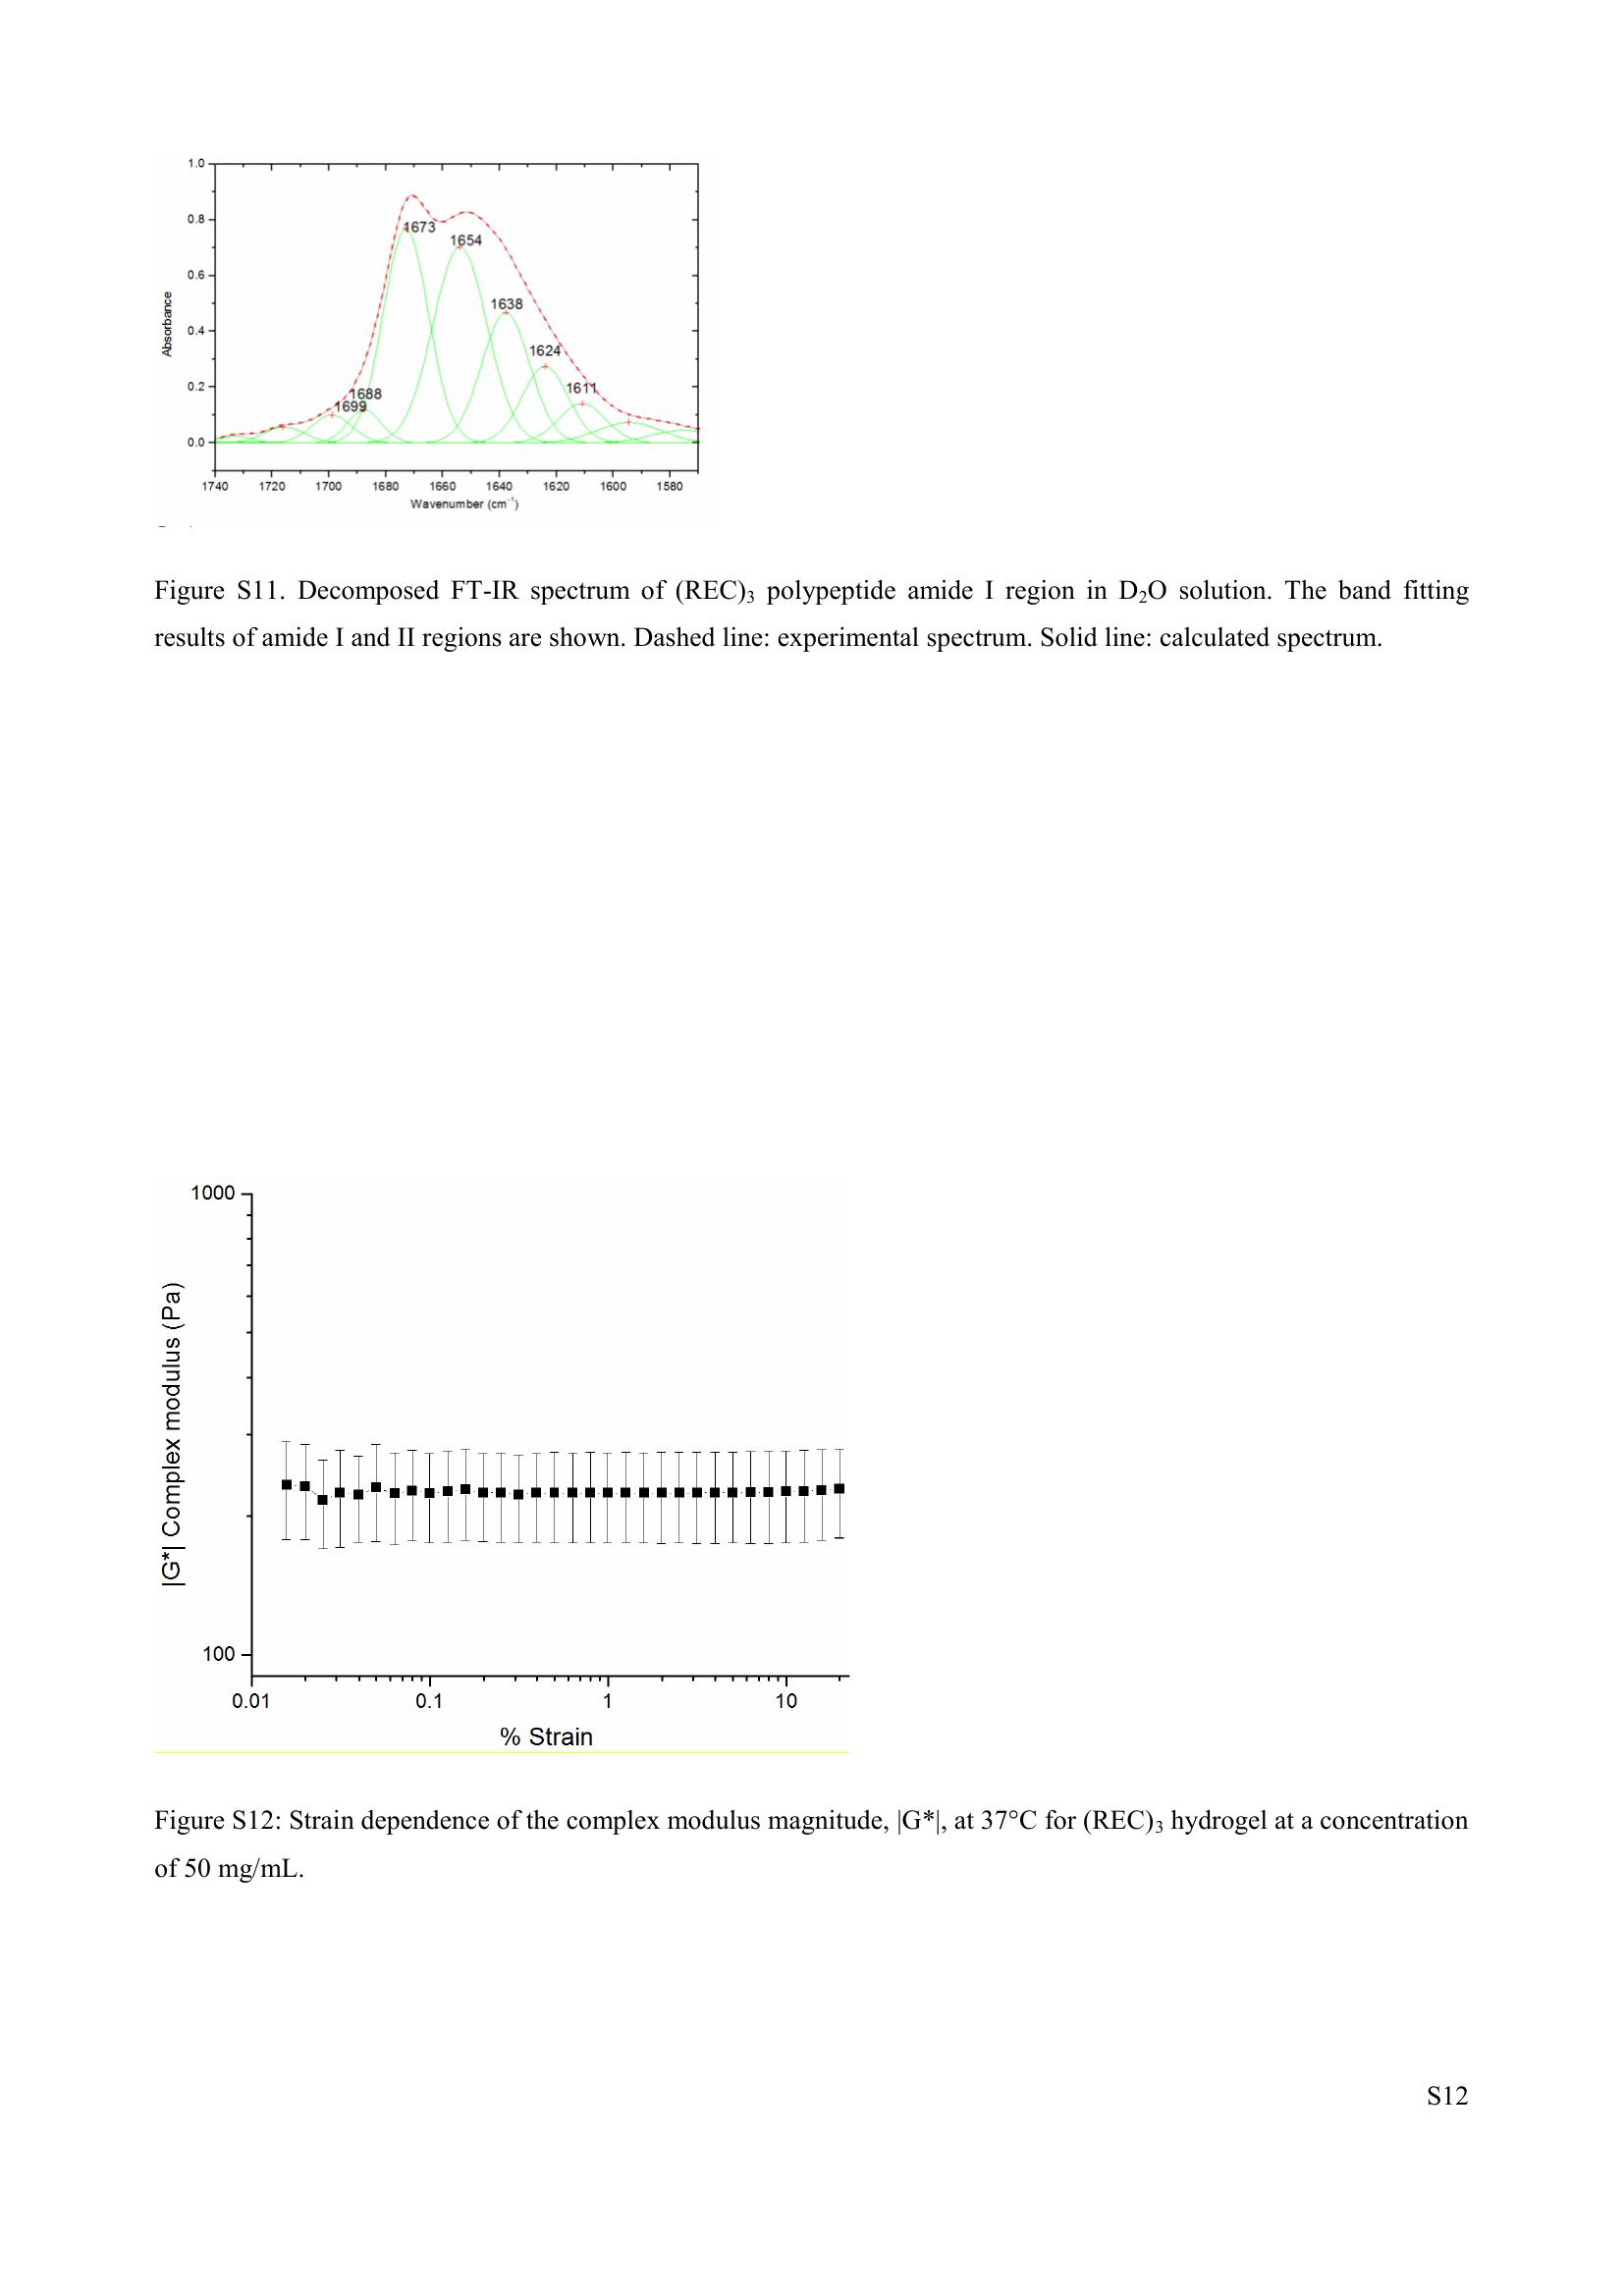 1.0
0.8
0.6
0.4
0.2
0.0
Absorbance
1673
1654
1638
1624
1611
1688
1699
1740 1720 1700 1680 1660 1640 1620 1600 1580
Wavenumber (cm⁻¹)
Figure S11. Decomposed FT-IR spectrum of (REC)₃ polypeptide amide I region in D₂O solution. The band fitting
results of amide I and II regions are shown. Dashed line: experimental spectrum. Solid line: calculated spectrum.
1000
|G*| Complex modulus (Pa)
100
0.01 0.1 1 10
% Strain
Figure S12: Strain dependence of the complex modulus magnitude, |G*|, at 37°C for (REC)₃ hydrogel at a concentration
of 50 mg/mL.
S12